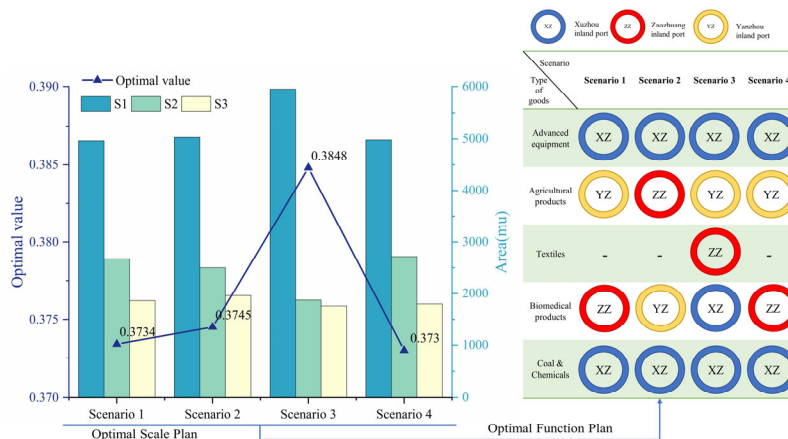 XZ Xuzhou inland port
ZZ Zaozhuang inland port
YZ Yanzhou inland port
Optimal value
S1 S2 S3
0.390
0.385
0.380
0.375
0.370
Optimal value
6000
5000
4000
3000
2000
1000
0
Area(mu)
0.3734
0.3745
0.3848
0.373
Scenario 1 Scenario 2 Scenario 3 Scenario 4
Optimal Scale Plan
Optimal Function Plan
Scenario
Type of goods
Scenario 1 Scenario 2 Scenario 3 Scenario 4
Advanced equipment XZ XZ XZ XZ
Agricultural products YZ ZZ YZ YZ
Textiles - - ZZ -
Biomedical products ZZ YZ XZ ZZ
Coal & Chemicals XZ XZ XZ XZ